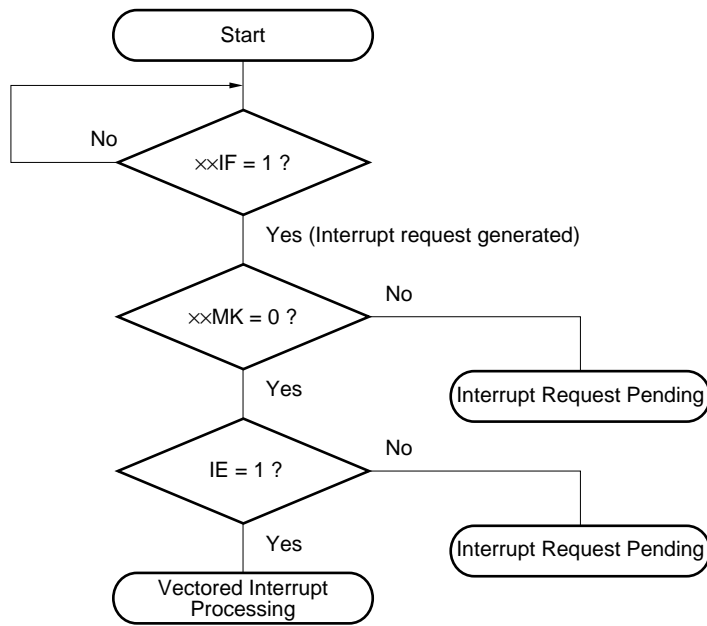 Start
No
××IF = 1 ?
Yes (Interrupt request generated)
××MK = 0 ?
No
Yes
Interrupt Request Pending
IE = 1 ?
No
Yes
Interrupt Request Pending
Vectored Interrupt
Processing